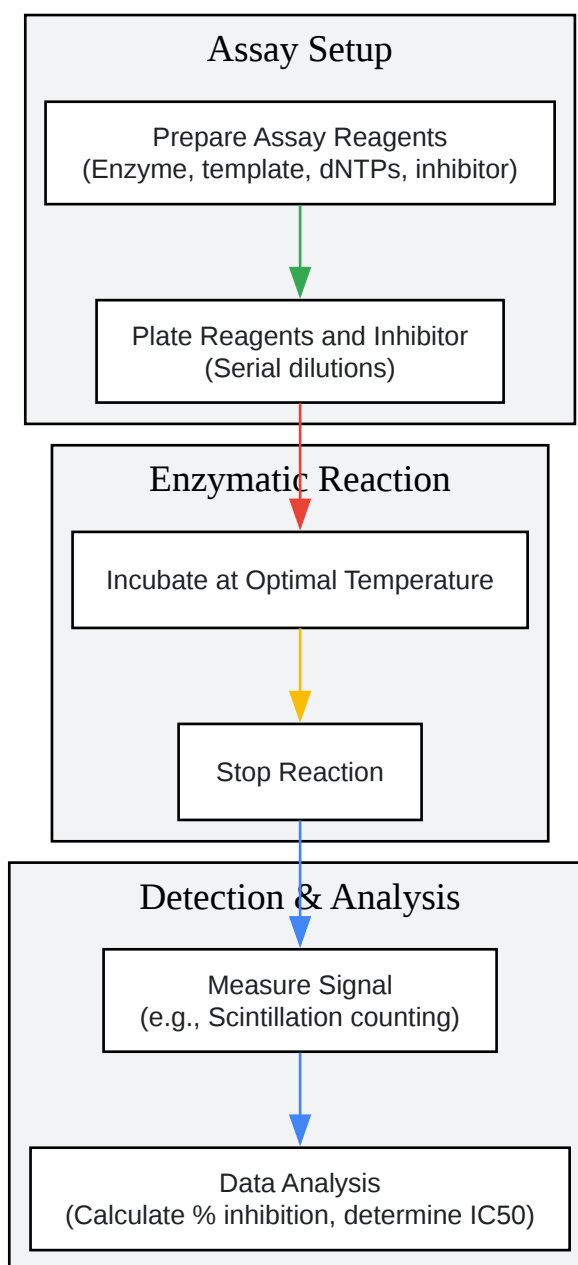 Assay Setup
Prepare Assay Reagents
(Enzyme, template, dNTPs, inhibitor)
Plate Reagents and Inhibitor
(Serial dilutions)
Enzymatic Reaction
Incubate at Optimal Temperature
Stop Reaction
Detection & Analysis
Measure Signal
(e.g., Scintillation counting)
Data Analysis
(Calculate % inhibition, determine IC50)